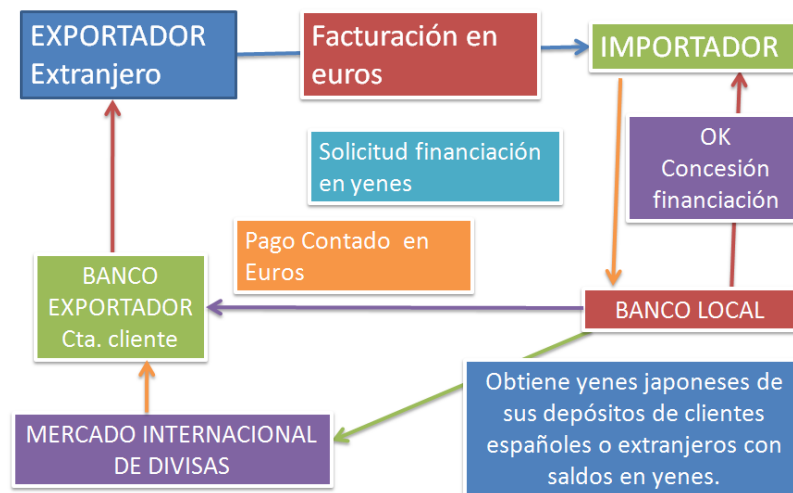 EXPORTADOR
Extranjero
Facturación en
euros
IMPORTADOR
Solicitud financiación
en yenes
OK
Concesión
financiación
Pago Contado en
Euros
BANCO
EXPORTADOR
Cta. cliente
BANCO LOCAL
Obtiene yenes japoneses de
sus depósitos de clientes
españoles o extranjeros con
saldos en yenes.
MERCADO INTERNACIONAL
DE DIVISAS